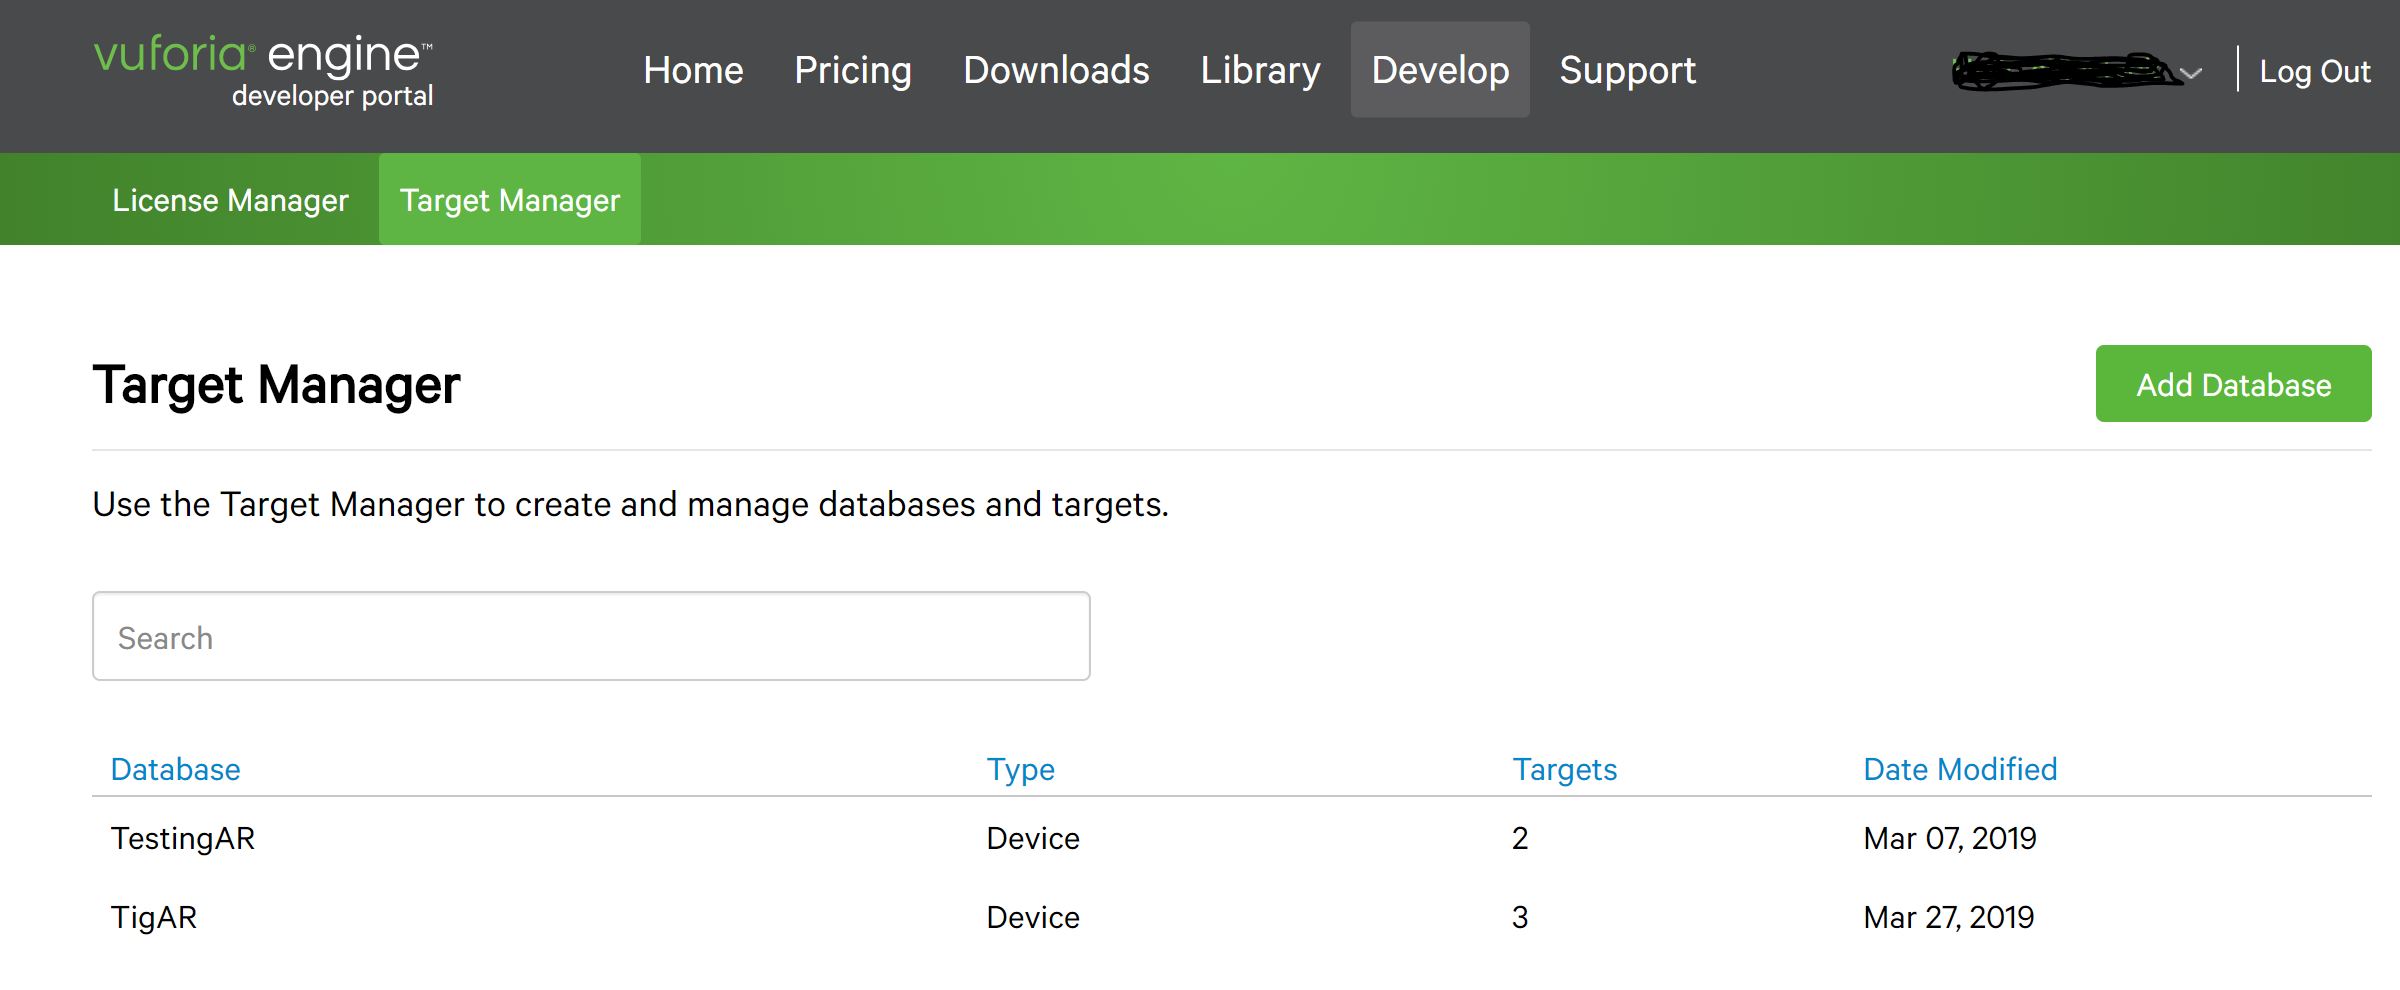 vuforia® engine™
developer portal
Home Pricing Downloads Library Develop Support Log Out
License Manager Target Manager
Target Manager Add Database
Use the Target Manager to create and manage databases and targets.
Search
Database Type Targets Date Modified
TestingAR Device 2 Mar 07, 2019
TigAR Device 3 Mar 27, 2019